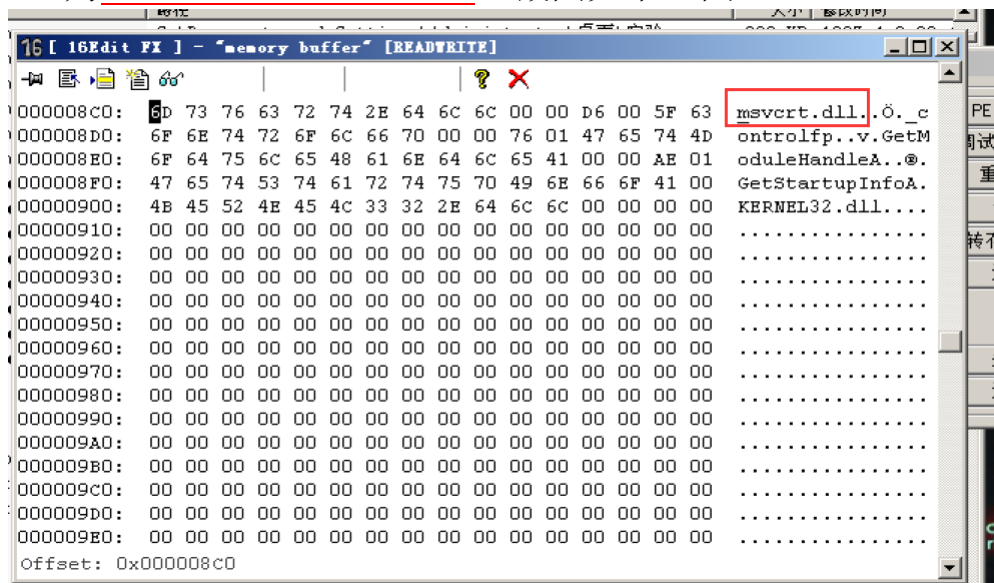 16 [ 16Edit FX ] - "memory buffer" [READWRITE]
000008C0: 6D 73 76 63 72 74 2E 64 6C 6C 00 00 D6 00 5F 63 msvcrt.dll..Ö._c
000008D0: 6F 6E 74 72 6F 6C 66 70 00 00 76 01 47 65 74 4D ontrolfp..v.GetM
000008E0: 6F 64 75 6C 65 48 61 6E 64 6C 65 41 00 00 AE 01 oduleHandleA..®.
000008F0: 47 65 74 53 74 61 72 74 75 70 49 6E 66 6F 41 00 GetStartupInfoA.
00000900: 4B 45 52 4E 45 4C 33 32 2E 64 6C 6C 00 00 00 00 KERNEL32.dll....
00000910: 00 00 00 00 00 00 00 00 00 00 00 00 00 00 00 00 ................
00000920: 00 00 00 00 00 00 00 00 00 00 00 00 00 00 00 00 ................
00000930: 00 00 00 00 00 00 00 00 00 00 00 00 00 00 00 00 ................
00000940: 00 00 00 00 00 00 00 00 00 00 00 00 00 00 00 00 ................
00000950: 00 00 00 00 00 00 00 00 00 00 00 00 00 00 00 00 ................
00000960: 00 00 00 00 00 00 00 00 00 00 00 00 00 00 00 00 ................
00000970: 00 00 00 00 00 00 00 00 00 00 00 00 00 00 00 00 ................
00000980: 00 00 00 00 00 00 00 00 00 00 00 00 00 00 00 00 ................
00000990: 00 00 00 00 00 00 00 00 00 00 00 00 00 00 00 00 ................
000009A0: 00 00 00 00 00 00 00 00 00 00 00 00 00 00 00 00 ................
000009B0: 00 00 00 00 00 00 00 00 00 00 00 00 00 00 00 00 ................
000009C0: 00 00 00 00 00 00 00 00 00 00 00 00 00 00 00 00 ................
000009D0: 00 00 00 00 00 00 00 00 00 00 00 00 00 00 00 00 ................
000009E0: 00 00 00 00 00 00 00 00 00 00 00 00 00 00 00 00 ................
Offset: 0x000008C0
PE